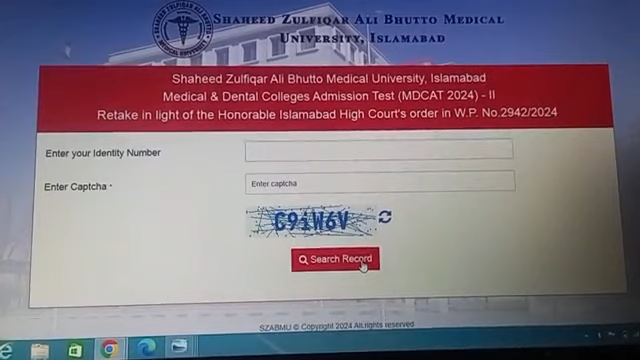 SHAHEED ZULFIQAR ALI BHUTTO MEDICAL
UNIVERSITY, ISLAMABAD
Shaheed Zulfiqar Ali Bhutto Medical University, Islamabad
Medical & Dental Colleges Admission Test (MDCAT 2024) - II
Retake in light of the Honorable Islamabad High Court's order in W.P. No.2942/2024
Enter your Identity Number
Enter Captcha *
Enter captcha
G9iW6V
Search Record
SZABMU © Copyright 2024 All rights reserved